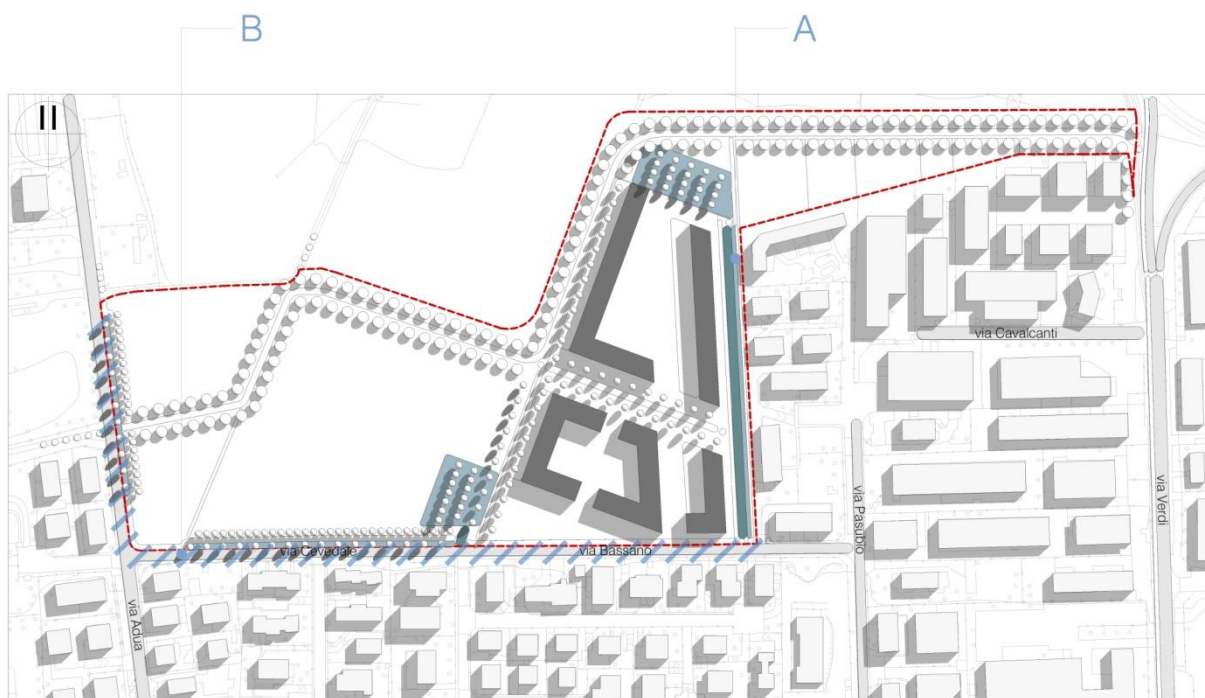 B
A
II
via Cavalcanti
via Pasubio
via Verdi
via Cevedale
via Bassano
via Adua